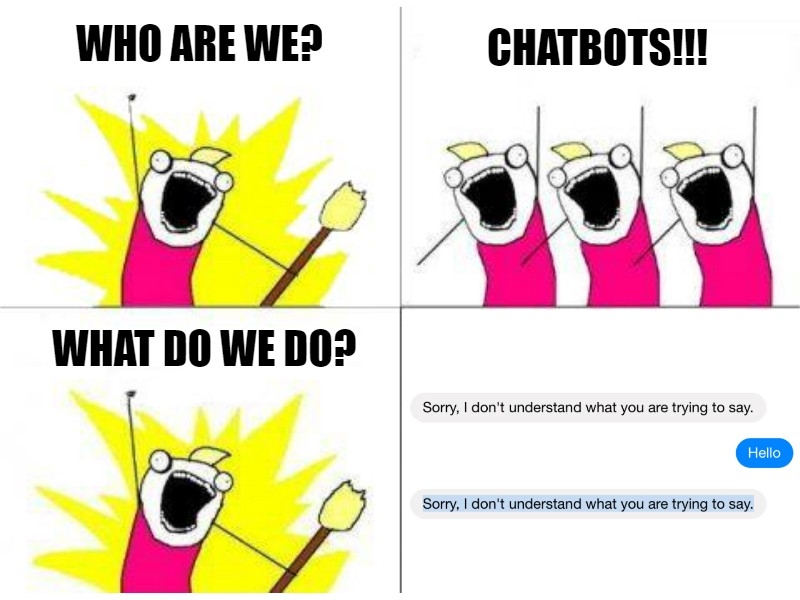 WHO ARE WE?
CHATBOTS!!!
WHAT DO WE DO?
Sorry, I don't understand what you are trying to say.
Hello
Sorry, I don't understand what you are trying to say.